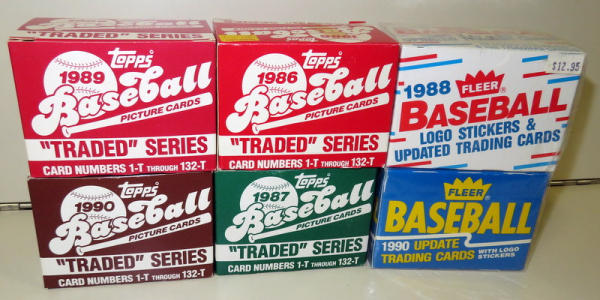 Topps
1989
Baseball
PICTURE CARDS
"TRADED" SERIES
CARD NUMBERS 1-T THROUGH 132-T
Topps
1986
Baseball
PICTURE CARDS
"TRADED" SERIES
CARD NUMBERS 1-T THROUGH 132-T
$12.95
1988 FLEER
BASEBALL
LOGO STICKERS &
UPDATED TRADING CARDS
Topps
1990
Baseball
PICTURE CARDS
"TRADED" SERIES
CARD NUMBERS 1-T THROUGH 132-T
Topps
1987
Baseball
PICTURE CARDS
"TRADED" SERIES
CARD NUMBERS 1-T THROUGH 132-T
FLEER
BASEBALL
1990 UPDATE
TRADING CARDS WITH LOGO
STICKERS